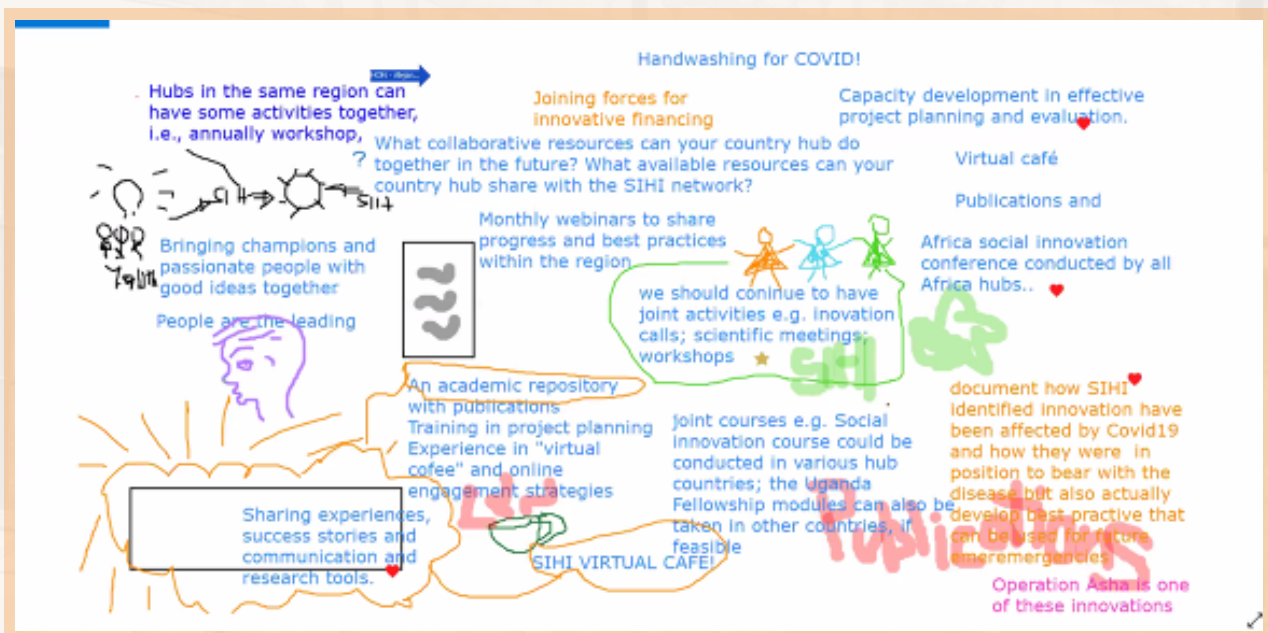 Handwashing for COVID!
Hubs in the same region can
have some activities together,
i.e., annually workshop,
Joining forces for
innovative financing
Capacity development in effective
project planning and evaluation.
?
What collaborative resources can your country hub do
together in the future? What available resources can your
country hub share with the SIHI network?
Virtual café
Publications and
Monthly webinars to share
progress and best practices
within the region
Bringing champions and
passionate people with
good ideas together
People are the leading
Africa social innovation
conference conducted by all
Africa hubs..
we should coninue to have
joint activities e.g. inovation
calls; scientific meetings;
workshops
An academic repository
with publications
Training in project planning
Experience in "virtual
cofee" and online
engagement strategies
joint courses e.g. Social
innovation course could be
conducted in various hub
countries; the Uganda
Fellowship modules can also be
taken in other countries, if
feasible
document how SIHI
identified innovation have
been affected by Covid19
and how they were in
position to bear with the
disease but also actually
develop best practive that
can be used for future
emeremergencies
Publications
Sharing experiences,
success stories and
communication and
research tools.
SIHI VIRTUAL CAFE!
Operation Asha is one
of these innovations